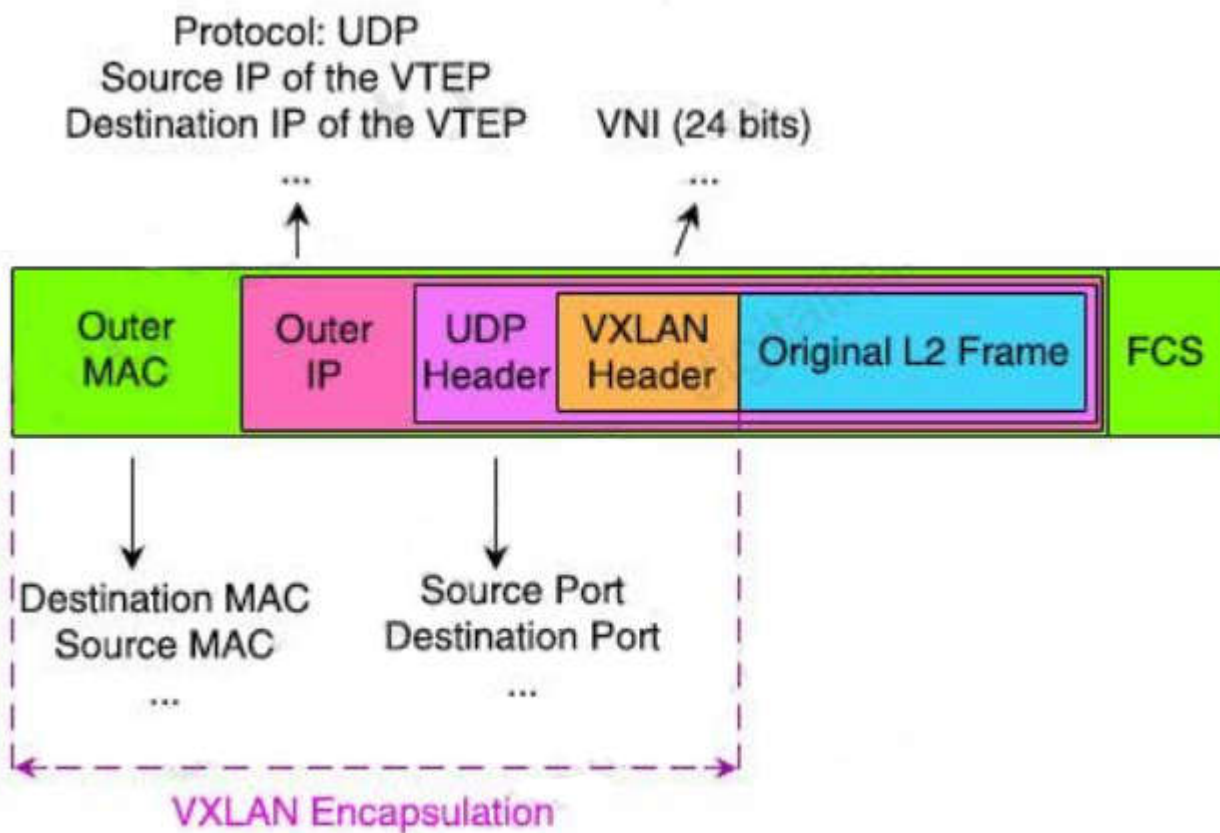 Protocol: UDP
Source IP of the VTEP
Destination IP of the VTEP
...
VNI (24 bits)
...
Outer
MAC
Outer
IP
UDP
Header
VXLAN
Header
Original L2 Frame
FCS
Destination MAC
Source MAC
...
Source Port
Destination Port
...
VXLAN Encapsulation